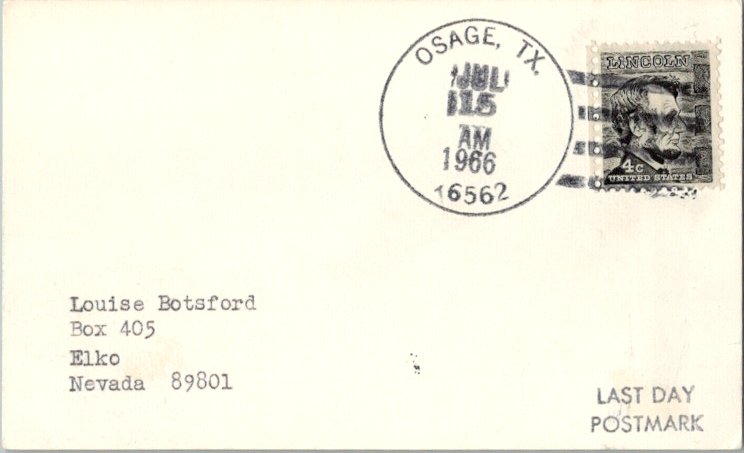 OSAGE, TX.
JUL
15
AM
1966
16562
LINCOLN
4c
UNITED STATES
Louise Botsford
Box 405
Elko
Nevada 89801
LAST DAY
POSTMARK